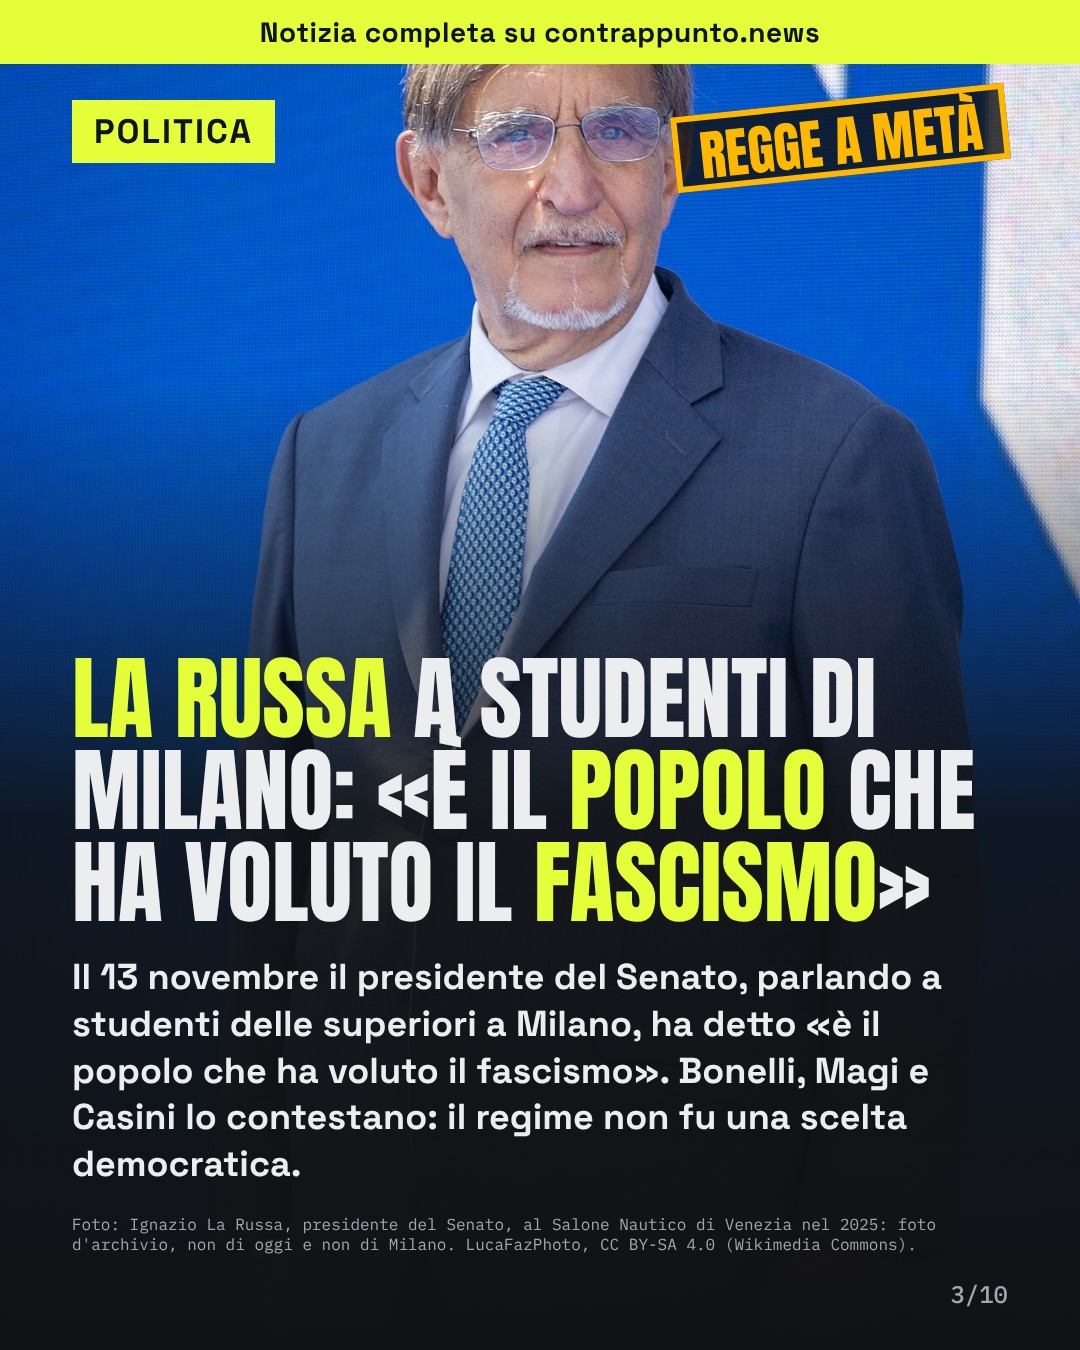 Notizia completa su contrappunto.news
POLITICA
REGGE A METÀ
LA RUSSA A STUDENTI DI
MILANO: «È IL POPOLO CHE
HA VOLUTO IL FASCISMO»
Il 13 novembre il presidente del Senato, parlando a
studenti delle superiori a Milano, ha detto «è il
popolo che ha voluto il fascismo». Bonelli, Magi e
Casini lo contestano: il regime non fu una scelta
democratica.
Foto: Ignazio La Russa, presidente del Senato, al Salone Nautico di Venezia nel 2025: foto
d'archivio, non di oggi e non di Milano. LucaFazPhoto, CC BY-SA 4.0 (Wikimedia Commons).
3/10